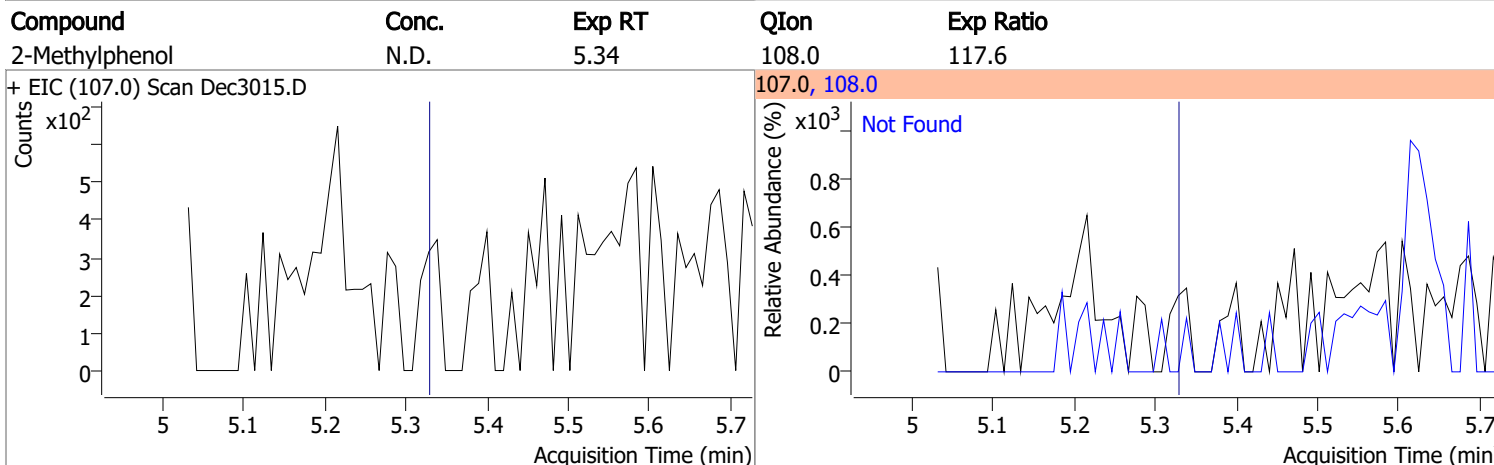 Compound Conc. Exp RT QIon Exp Ratio
2-Methylphenol N.D. 5.34 108.0 117.6
+ EIC (107.0) Scan Dec3015.D
Counts
x10²
5
4
3
2
1
0
5 5.1 5.2 5.3 5.4 5.5 5.6 5.7
Acquisition Time (min)
107.0, 108.0
Relative Abundance (%)
x10³
Not Found
0.8
0.6
0.4
0.2
0
5 5.1 5.2 5.3 5.4 5.5 5.6 5.7
Acquisition Time (min